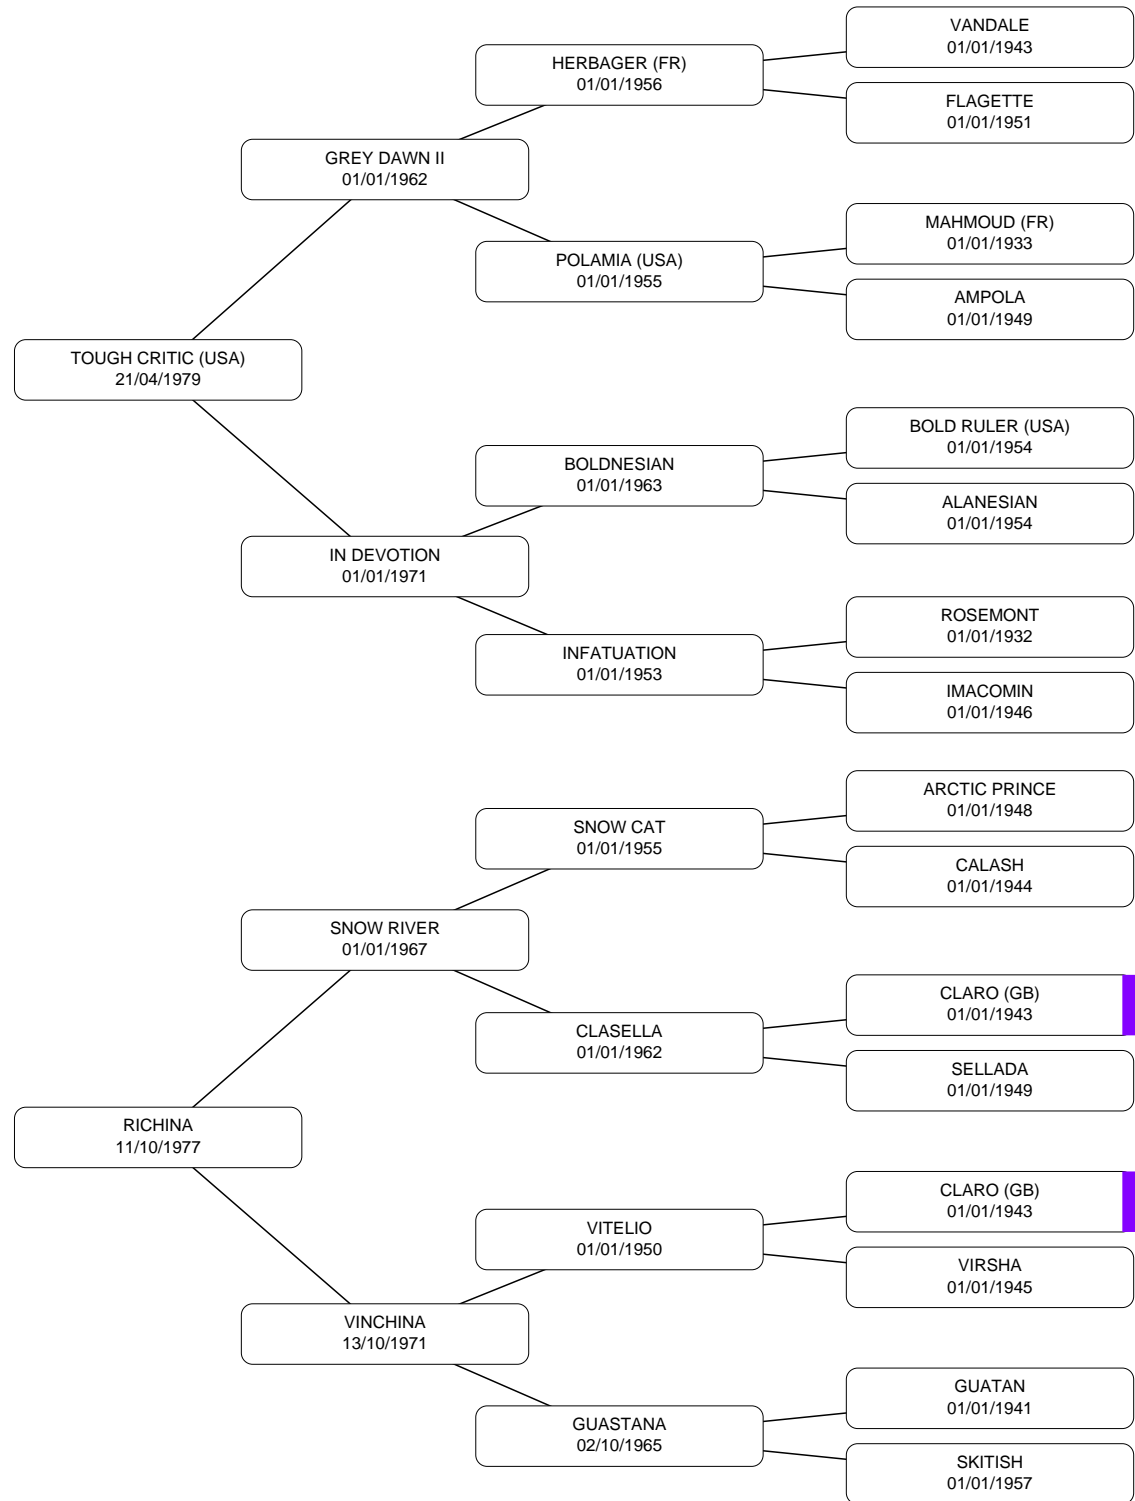 VANDALE
01/01/1943
HERBAGER (FR)
01/01/1956
FLAGETTE
01/01/1951
GREY DAWN II
01/01/1962
MAHMOUD (FR)
01/01/1933
POLAMIA (USA)
01/01/1955
AMPOLA
01/01/1949
TOUGH CRITIC (USA)
21/04/1979
BOLD RULER (USA)
01/01/1954
BOLDNESIAN
01/01/1963
ALANESIAN
01/01/1954
IN DEVOTION
01/01/1971
ROSEMONT
01/01/1932
INFATUATION
01/01/1953
IMACOMIN
01/01/1946
ARCTIC PRINCE
01/01/1948
SNOW CAT
01/01/1955
CALASH
01/01/1944
SNOW RIVER
01/01/1967
CLARO (GB)
01/01/1943
CLASELLA
01/01/1962
SELLADA
01/01/1949
RICHINA
11/10/1977
CLARO (GB)
01/01/1943
VITELIO
01/01/1950
VIRSHA
01/01/1945
VINCHINA
13/10/1971
GUATAN
01/01/1941
GUASTANA
02/10/1965
SKITISH
01/01/1957